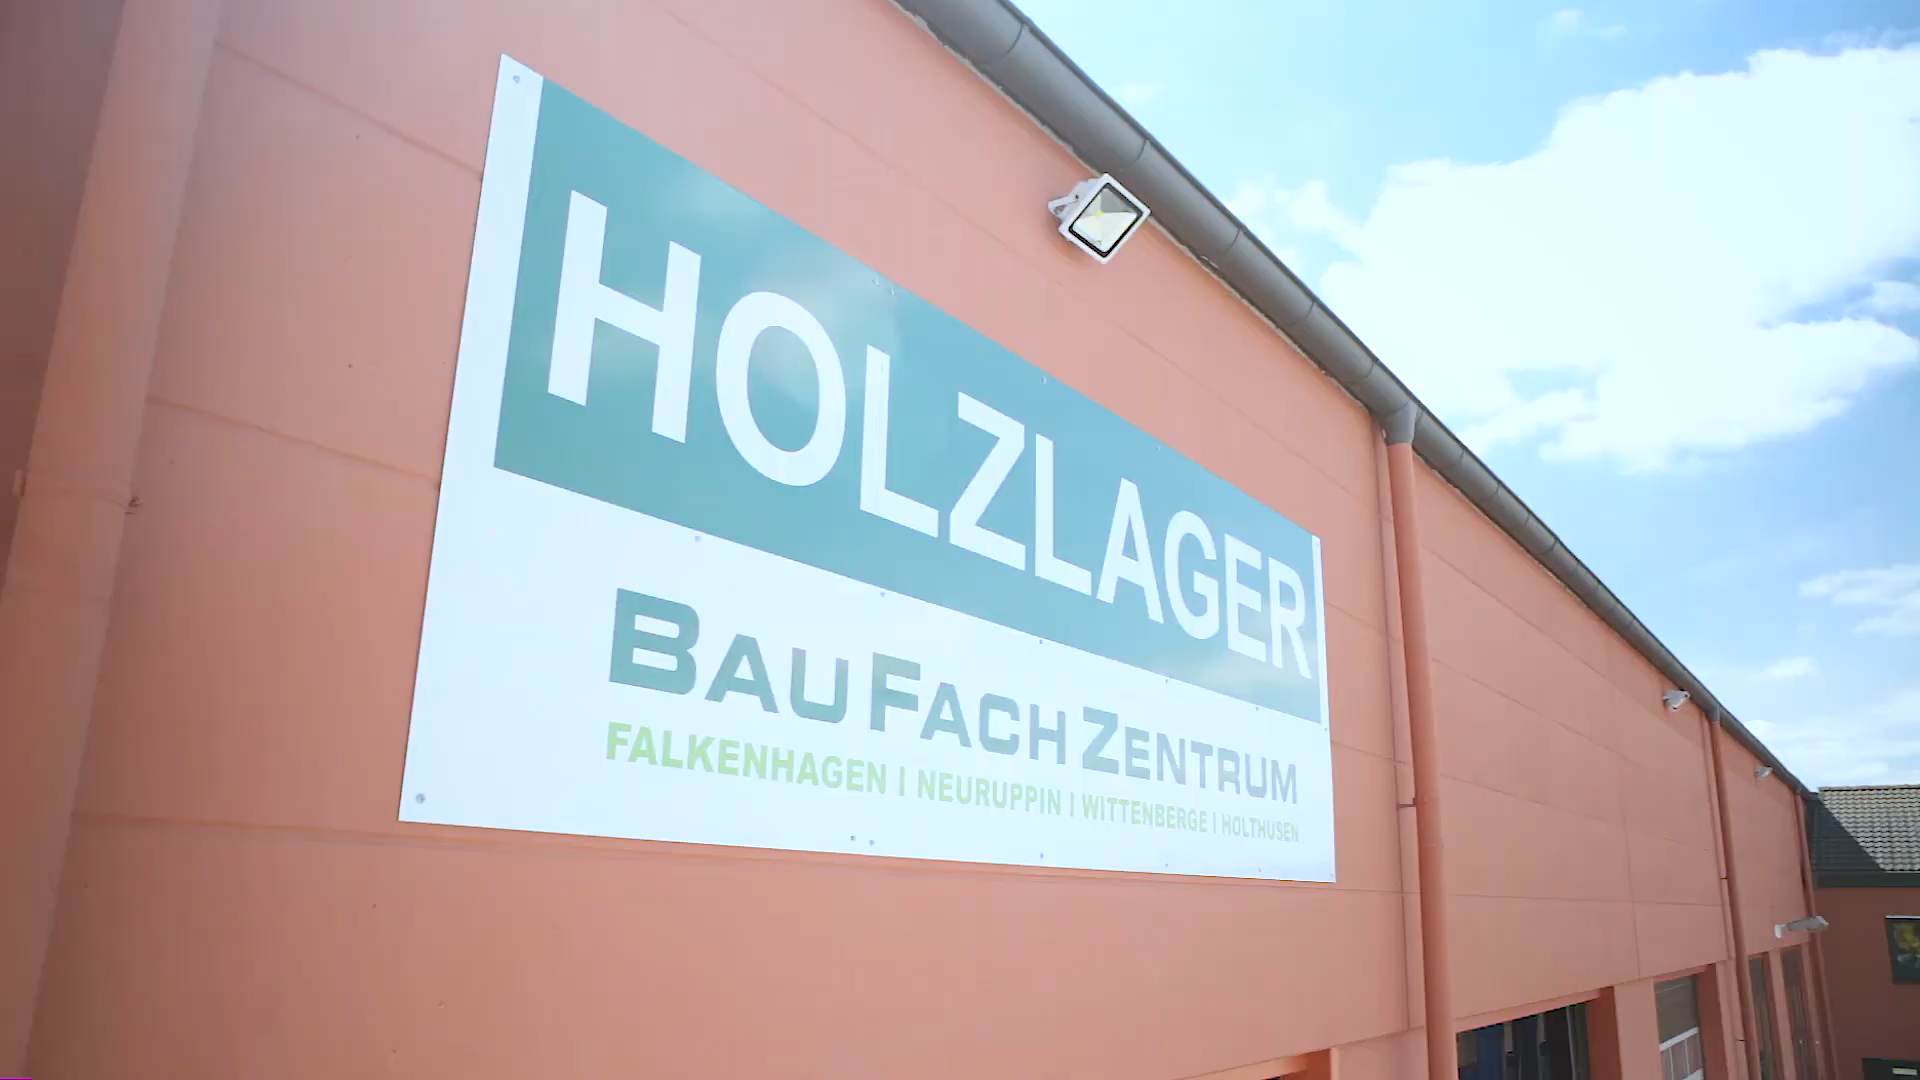 HOLZLAGER
BAUFACHZENTRUM
FALKENHAGEN | NEURUPPIN | WITTENBERGE | HOLTHUSEN